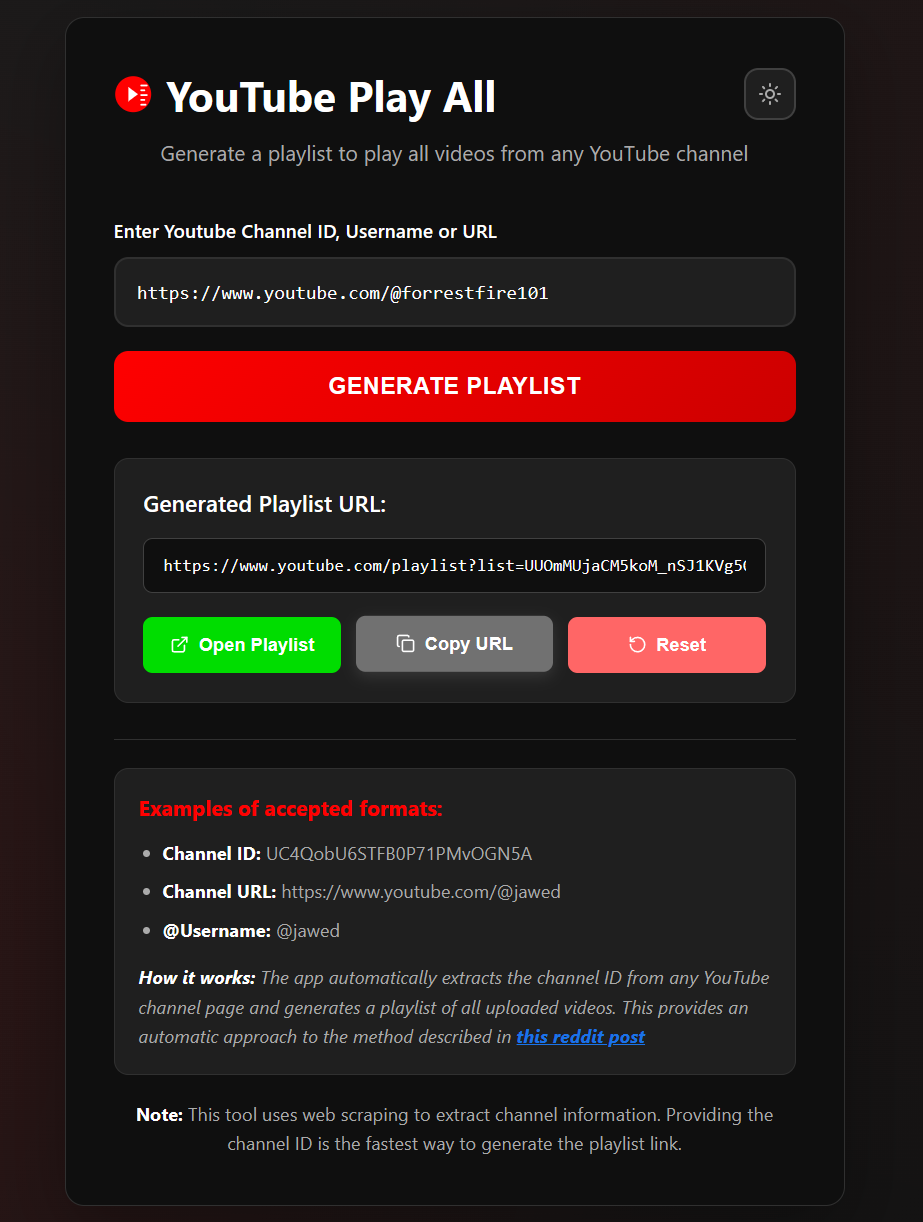 YouTube Play All
Generate a playlist to play all videos from any YouTube channel
Enter Youtube Channel ID, Username or URL
https://www.youtube.com/@forrestfire101
GENERATE PLAYLIST
Generated Playlist URL:
https://www.youtube.com/playlist?list=UUOmMUjaCM5koM_nSJ1KVg5
Open Playlist
Copy URL
Reset
Examples of accepted formats:
Channel ID: UC4QobU6STFB0P71PMvOGN5A
Channel URL: https://www.youtube.com/@jawed
@Username: @jawed
How it works: The app automatically extracts the channel ID from any YouTube
channel page and generates a playlist of all uploaded videos. This provides an
automatic approach to the method described in this reddit post
Note: This tool uses web scraping to extract channel information. Providing the
channel ID is the fastest way to generate the playlist link.